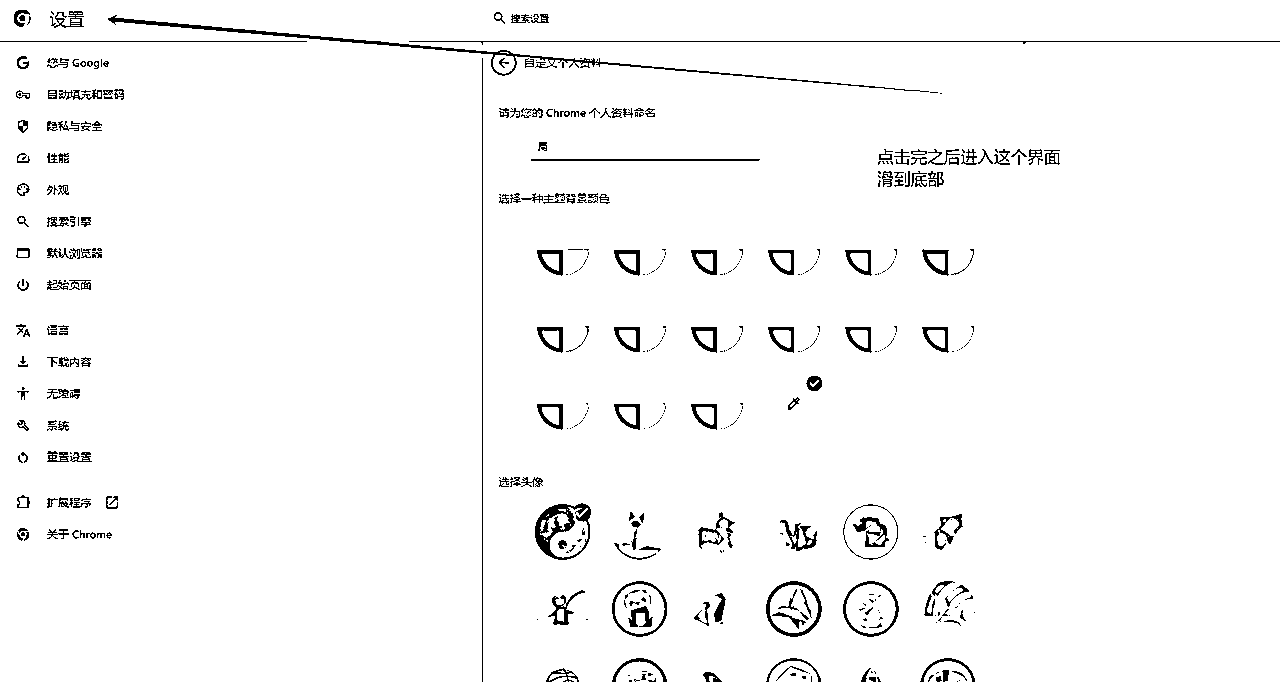 设置
搜索设置
您与 Google
自动填充和密码
隐私与安全
性能
外观
搜索引擎
默认浏览器
起始页面
语言
下载内容
无障碍
系统
重置设置
扩展程序
关于 Chrome
自定义个人资料
请为您的 Chrome 个人资料命名
局
点击完之后进入这个界面
滑到底部
选择一种主题背景颜色
选择头像